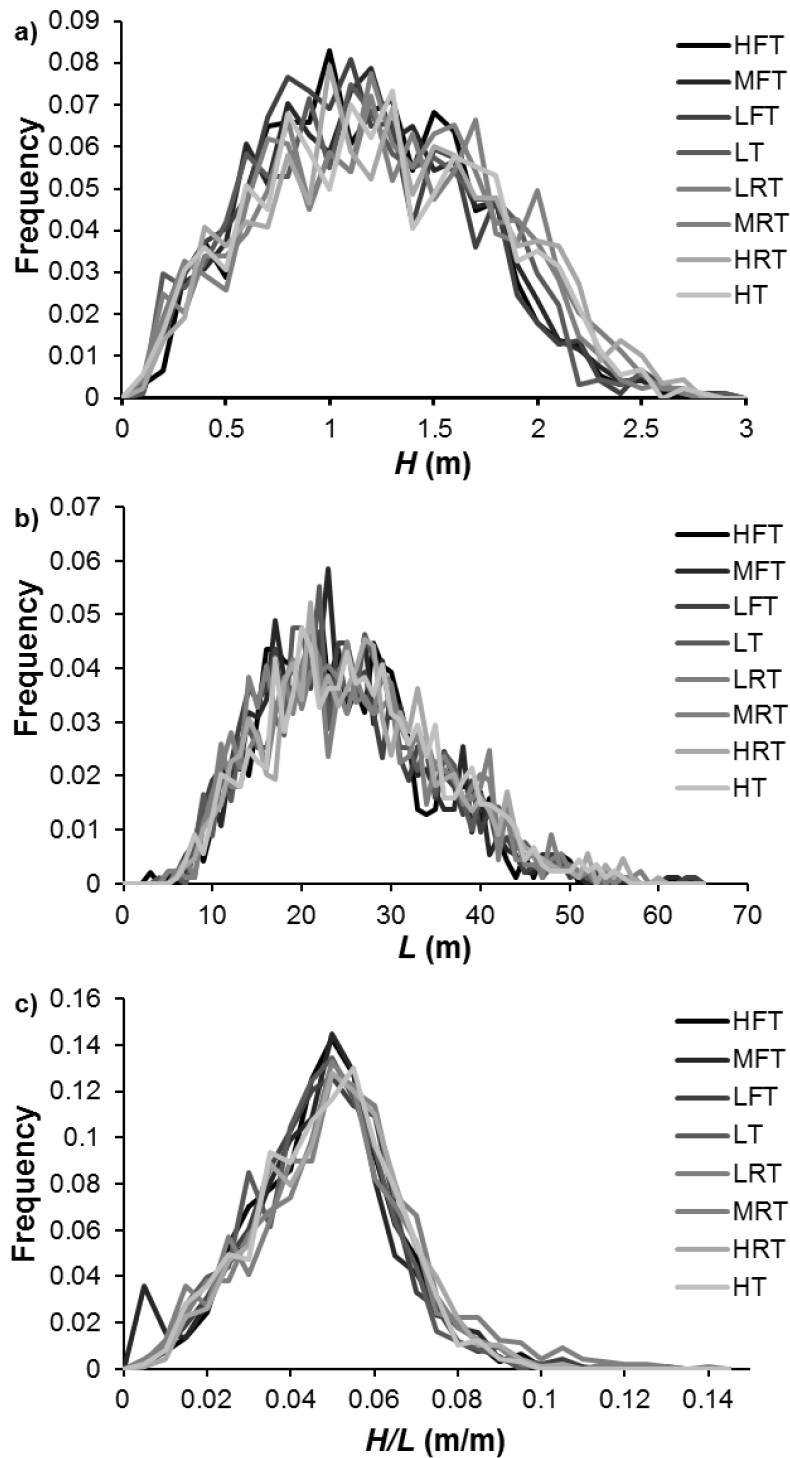 a)
0.09
0.08
0.07
0.06
0.05
0.04
0.03
0.02
0.01
0
Frequency
0 0.5 1 1.5 2 2.5 3
H (m)
HFT
MFT
LFT
LT
LRT
MRT
HRT
HT
b)
0.07
0.06
0.05
0.04
0.03
0.02
0.01
0
Frequency
0 10 20 30 40 50 60 70
L (m)
HFT
MFT
LFT
LT
LRT
MRT
HRT
HT
c)
0.16
0.14
0.12
0.1
0.08
0.06
0.04
0.02
0
Frequency
0 0.02 0.04 0.06 0.08 0.1 0.12 0.14
H/L (m/m)
HFT
MFT
LFT
LT
LRT
MRT
HRT
HT